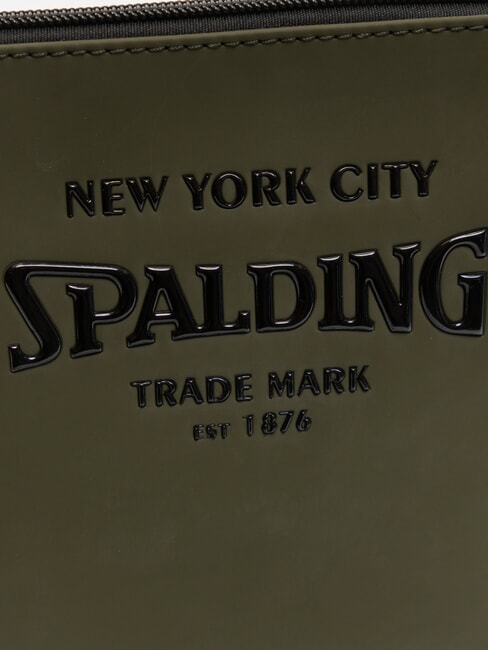 NEW YORK CITY
SPALDING
TRADE MARK
EST 1876